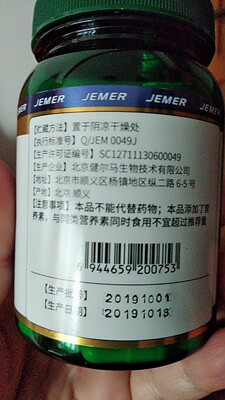 JEMER JEMER JEMER
【贮藏方法】置于阴凉干燥处
【执行标准号】Q/JEM 0049J
【生产许可证编号】SC12711130600049
【生产企业】北京健尔马生物技术有限公司
【地址】北京市顺义区杨镇地区纵二路 6-5 号
【产地】北京 顺义
【注意事项】本品不能代替药物；本品添加了营
养素，与同类营养素同时食用不宜超过推荐量
6 944659 200753
【生产批号】 20191001
【生产日期】 20191018
JEMER JEMER